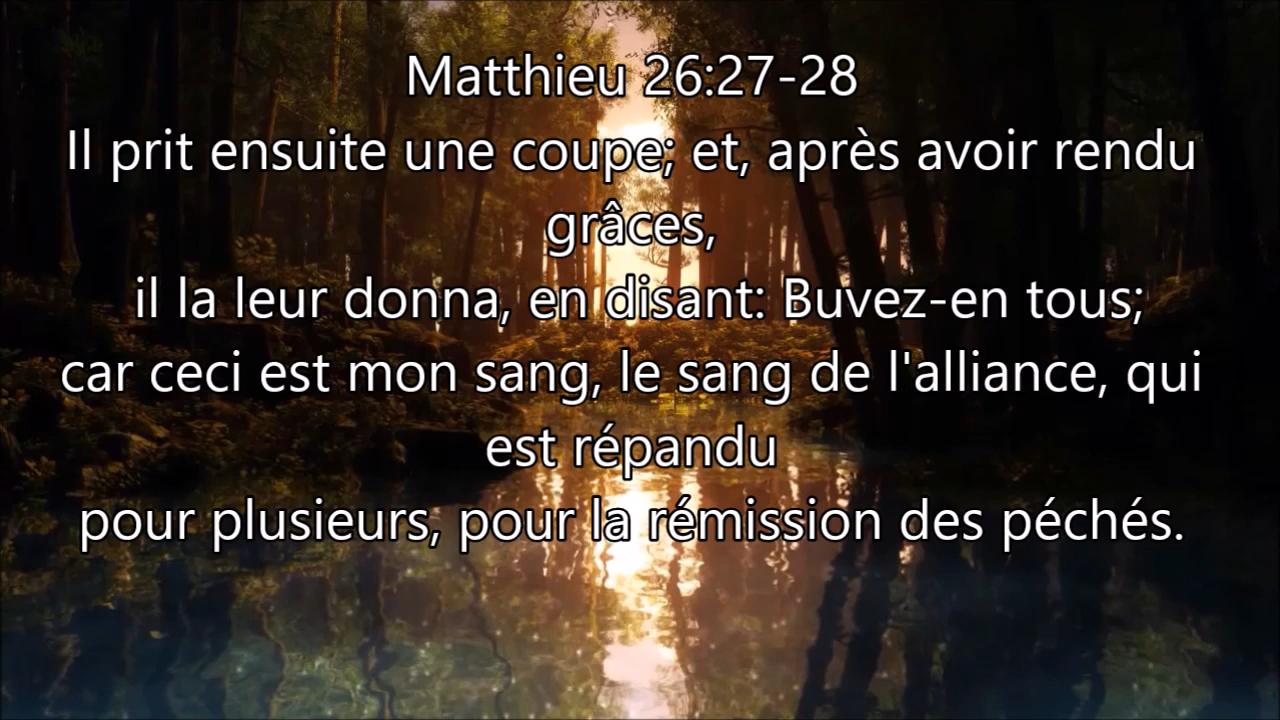 Matthieu 26:27-28
Il prit ensuite une coupe; et, après avoir rendu
grâces,
il la leur donna, en disant: Buvez-en tous;
car ceci est mon sang, le sang de l'alliance, qui
est répandu
pour plusieurs, pour la rémission des péchés.